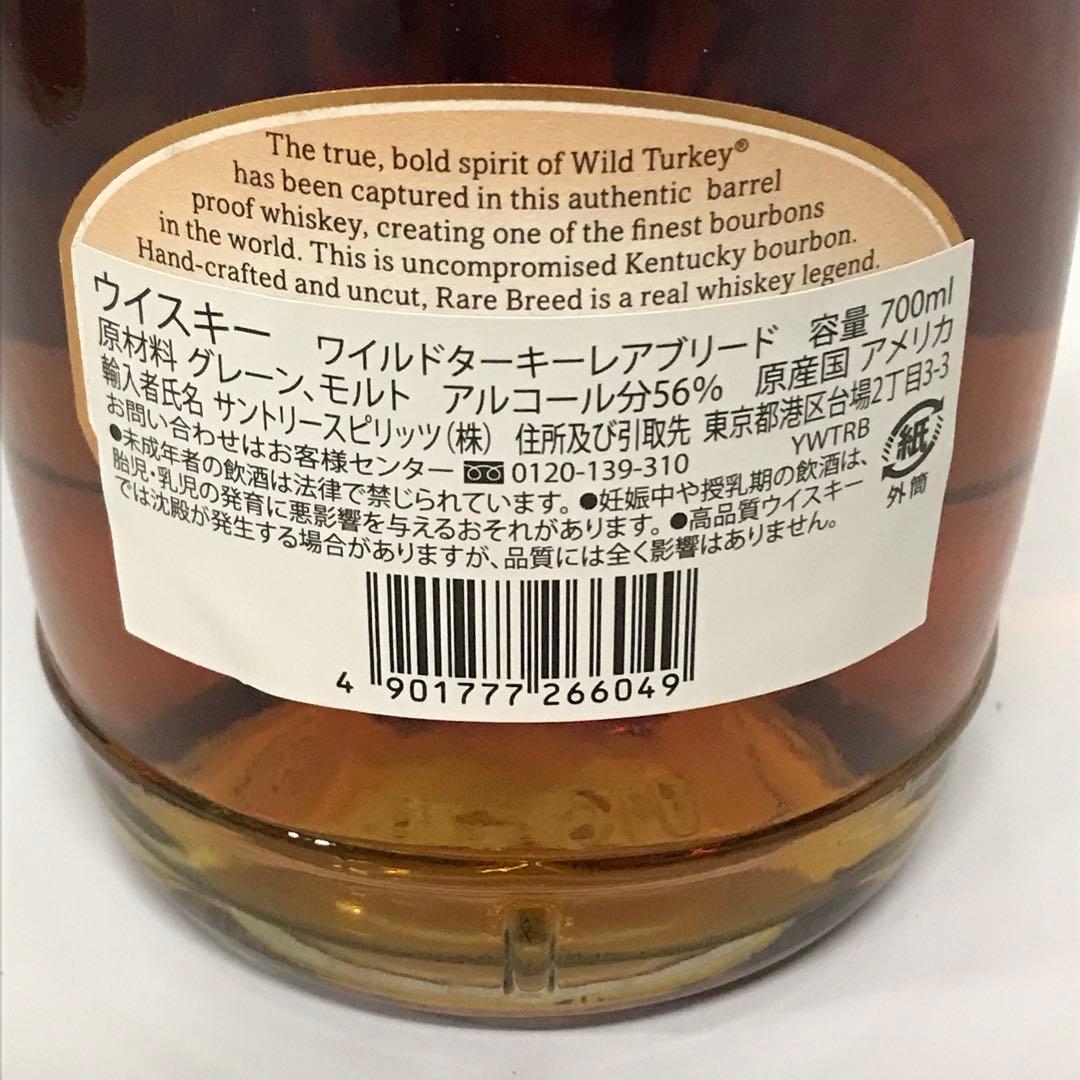 The true, bold spirit of Wild Turkey®
has been captured in this authentic barrel
proof whiskey, creating one of the finest bourbons
in the world. This is uncompromised Kentucky bourbon.
Hand-crafted and uncut, Rare Breed is a real whiskey legend.
ウイスキー ワイルドターキーレアブリード 容量 700ml
原材料 グレーン、モルト アルコール分56% 原産国 アメリカ
輸入者氏名 サントリースピリッツ(株) 住所及び引取先 東京都港区台場2丁目3-3
お問い合わせはお客様センター 0120-139-310 YWTRB
●未成年者の飲酒は法律で禁じられています。●妊娠中や授乳期の飲酒は、
胎児・乳児の発育に悪影響を与えるおそれがあります。●高品質ウイスキー
では沈殿が発生する場合がありますが、品質には全く影響はありません。
紙
外筒
4 901777 266049